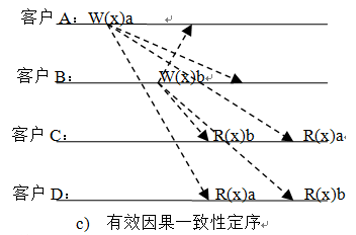 客户 A：W(x)a ↵
客户 B： W(x)b↵
客户 C： R(x)b R(x)a
客户 D： R(x)a R(x)b
c) 有效因果一致性定序↵